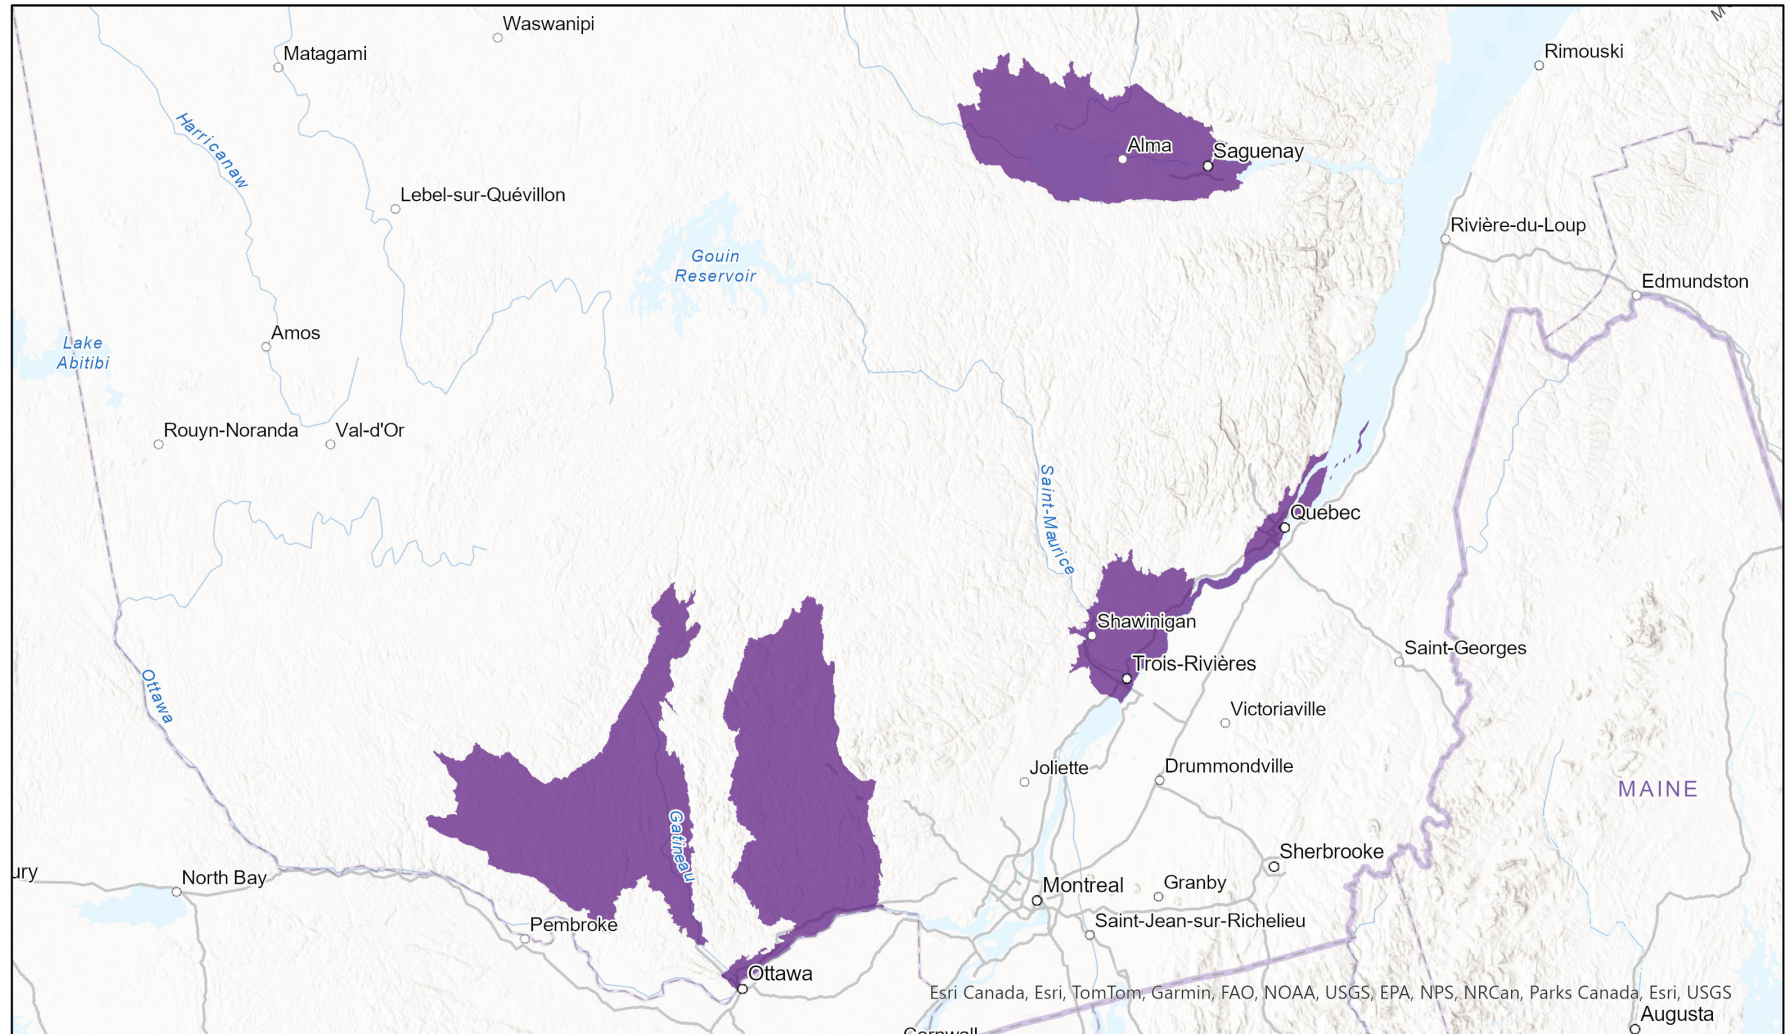 Waswanipi
Matagami
Rimouski
Harricanaw
Alma
Saguenay
Lebel-sur-Quévillon
Rivière-du-Loup
Gouin
Reservoir
Edmundston
Amos
Lake
Abitibi
Rouyn-Noranda
Val-d'Or
Saint-Maurice
Quebec
Shawinigan
Saint-Georges
Trois-Rivières
Ottawa
Victoriaville
Joliette
Drummondville
MAINE
Gatineau
Sherbrooke
ury
North Bay
Montreal
Granby
Pembroke
Saint-Jean-sur-Richelieu
Ottawa
Esri Canada, Esri, TomTom, Garmin, FAO, NOAA, USGS, EPA, NPS, NRCan, Parks Canada, Esri, USGS
Augusta
Cornwall